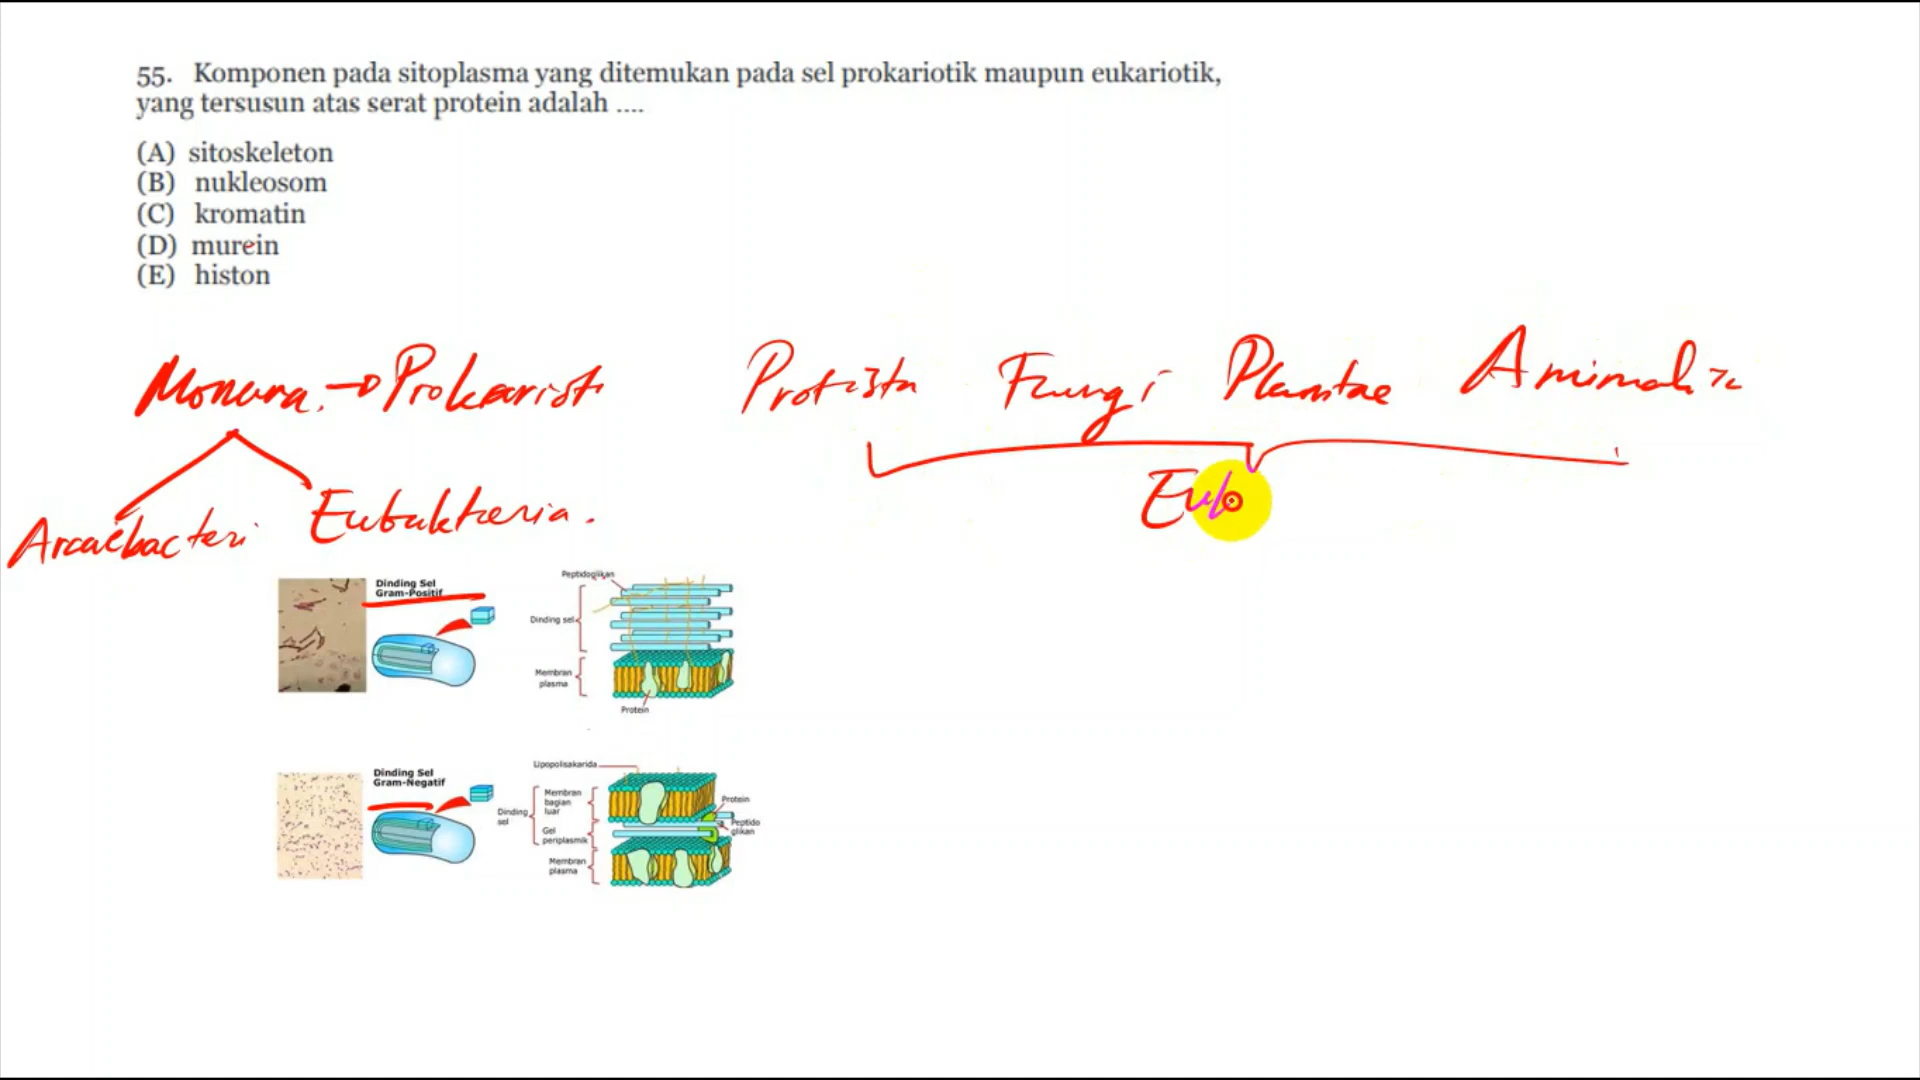 55. Komponen pada sitoplasma yang ditemukan pada sel prokariotik maupun eukariotik,
yang tersusun atas serat protein adalah ....
(A) sitoskeleton
(B) nukleosom
(C) kromatin
(D) murein
(E) histon
Monera. → Prokariot
Protista Fungi Plantae Animalia
Arcaebacteri Eubakteria.
Euk
Dinding Sel
Gram-Positif
Peptidoglikan
Dinding sel
Membran
plasma
Protein
Dinding Sel
Gram-Negatif
Lipopolisakarida
Dinding
sel
Membran
bagian
luar
Gel
periplasmik
Membran
plasma
Protein
Peptido
glikan